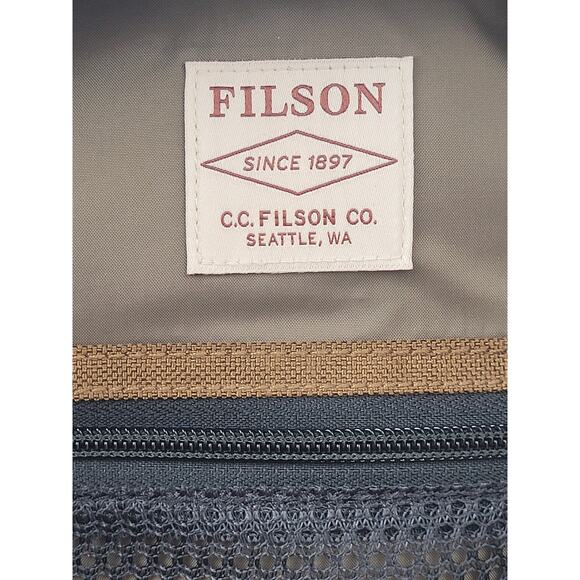 FILSON
SINCE 1897
C.C. FILSON CO.
SEATTLE, WA